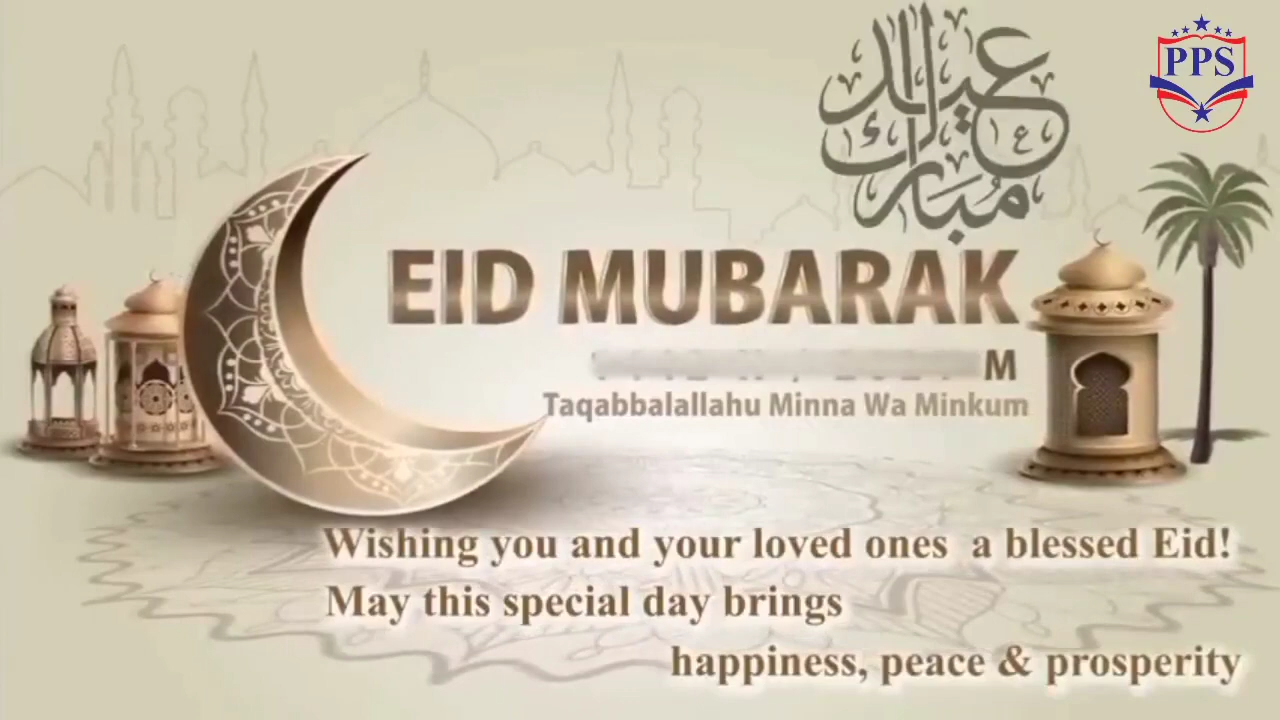 PPS
عيد
مبارك
EID MUBARAK
M
Taqabbalallahu Minna Wa Minkum
Wishing you and your loved ones a blessed Eid!
May this special day brings
happiness, peace & prosperity